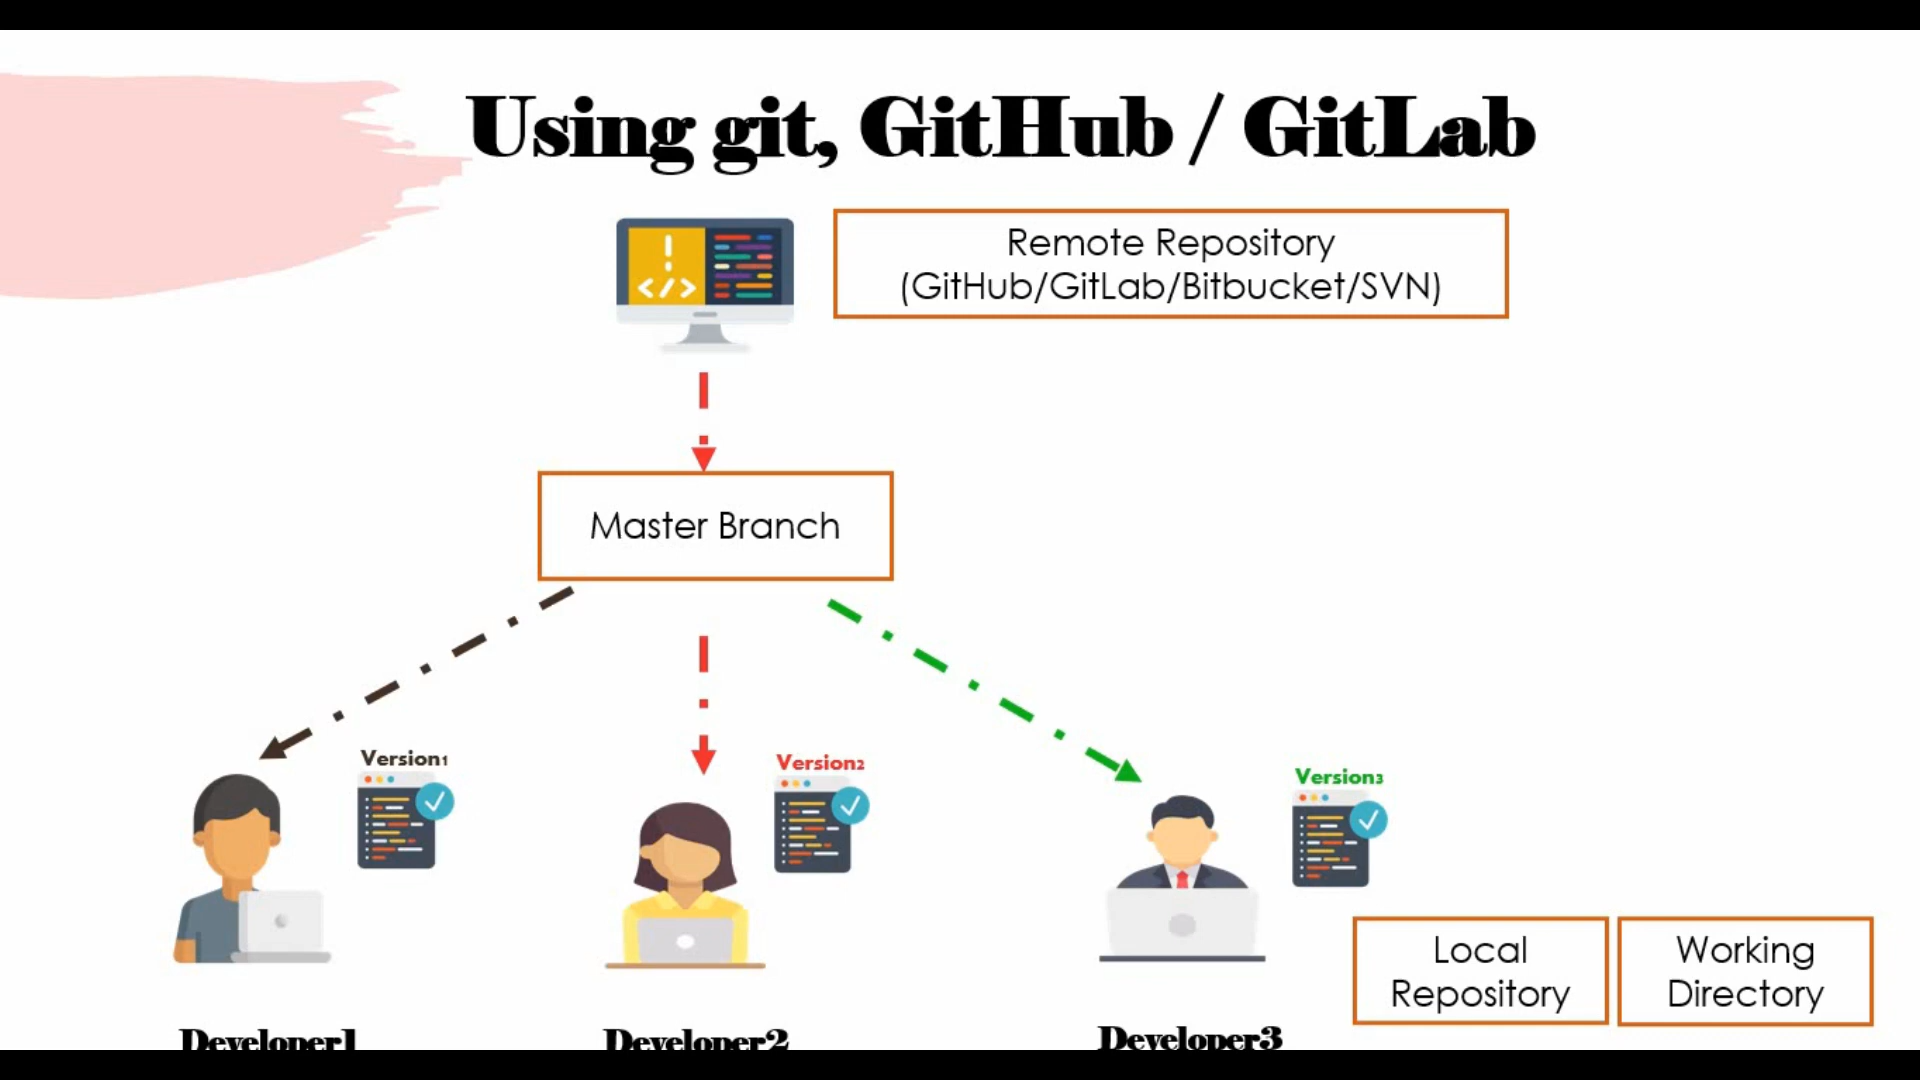 Using git, GitHub / GitLab
Remote Repository
(GitHub/GitLab/Bitbucket/SVN)
! </>
Master Branch
Version1
Version2
Version3
Local
Repository
Working
Directory
Developer1
Developer2
Developer3